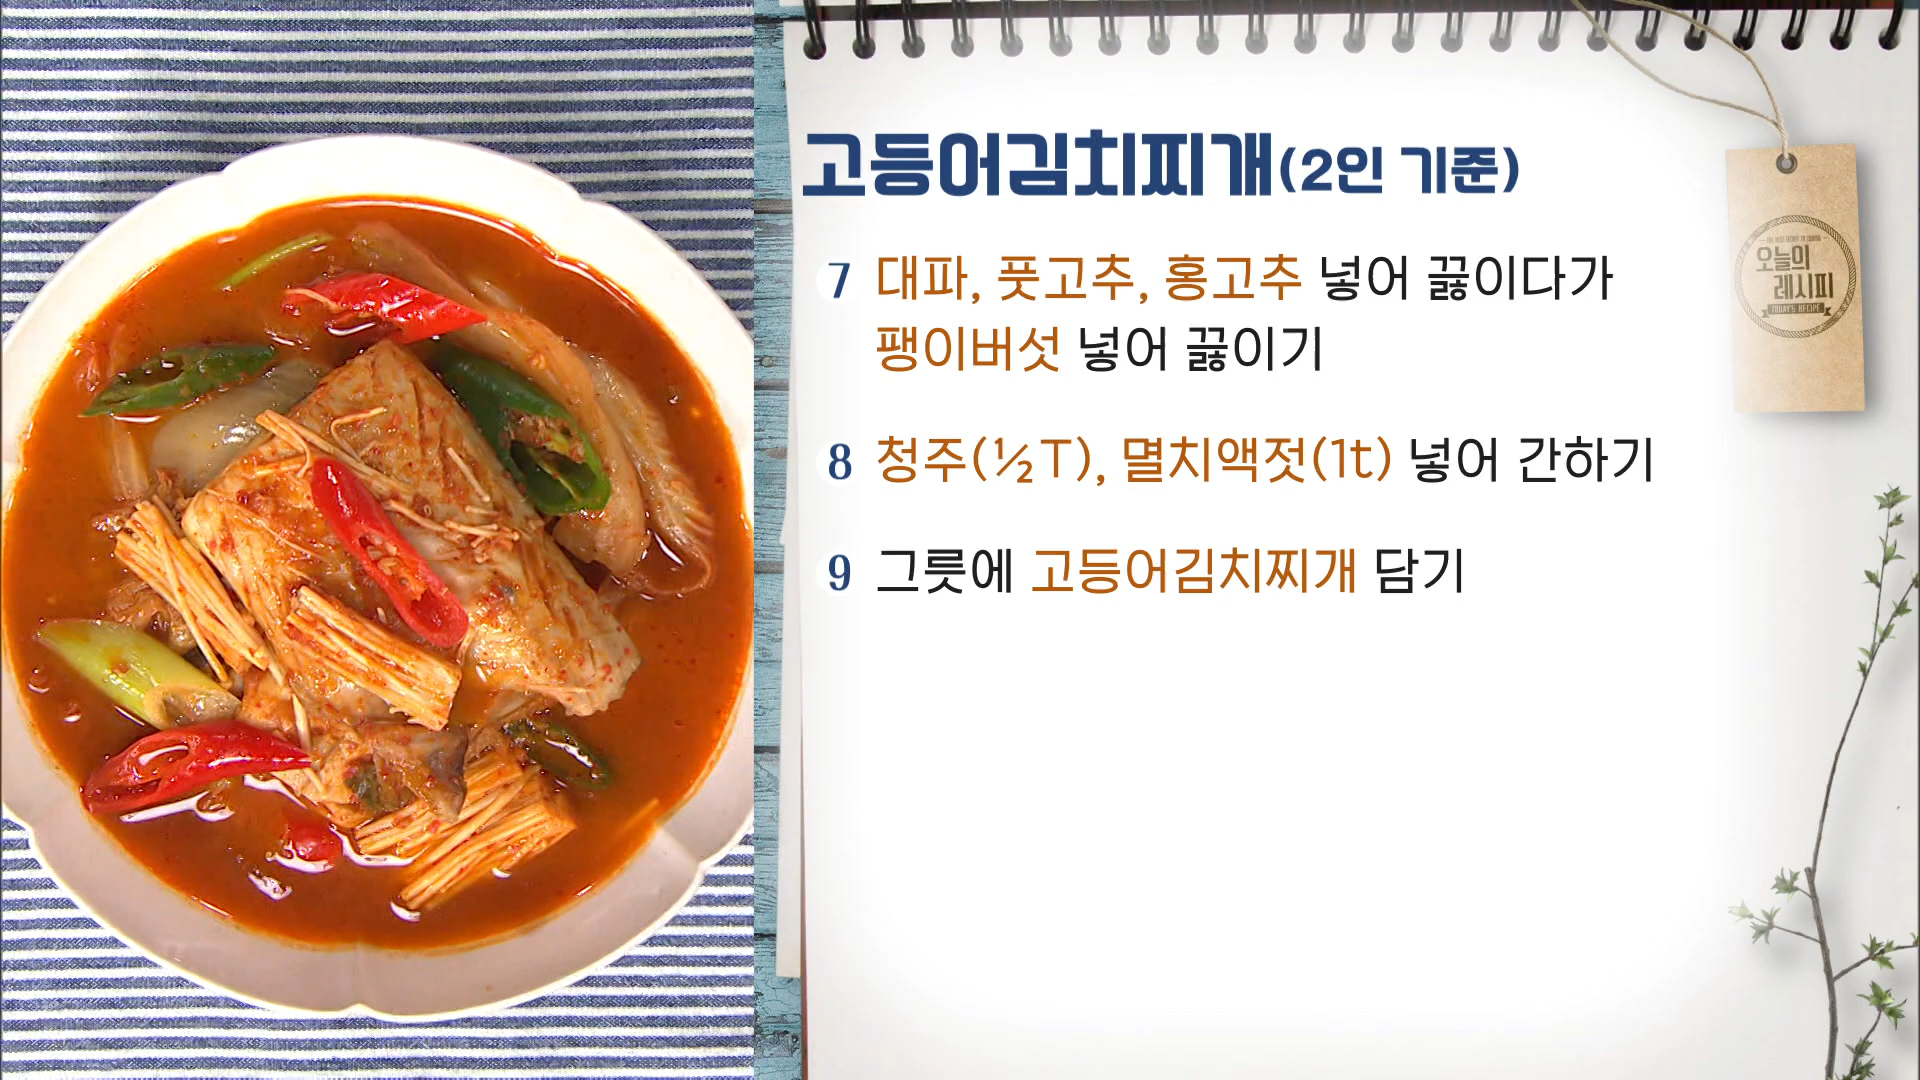 고등어김치찌개(2인 기준)
7 대파, 풋고추, 홍고추 넣어 끓이다가
팽이버섯 넣어 끓이기
8 청주(½T), 멸치액젓(1t) 넣어 간하기
9 그릇에 고등어김치찌개 담기
오늘의
레시피
TODAY'S RECIPE